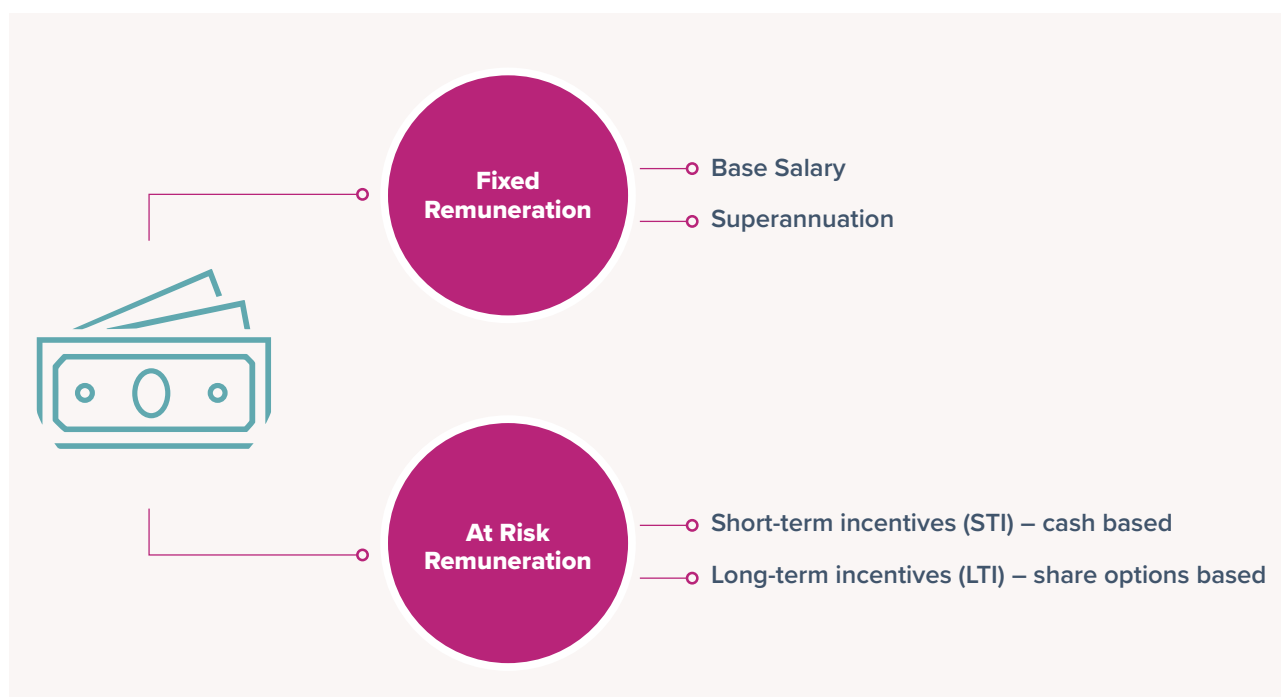 Fixed
Remuneration
Base Salary
Superannuation
At Risk
Remuneration
Short-term incentives (STI) – cash based
Long-term incentives (LTI) – share options based